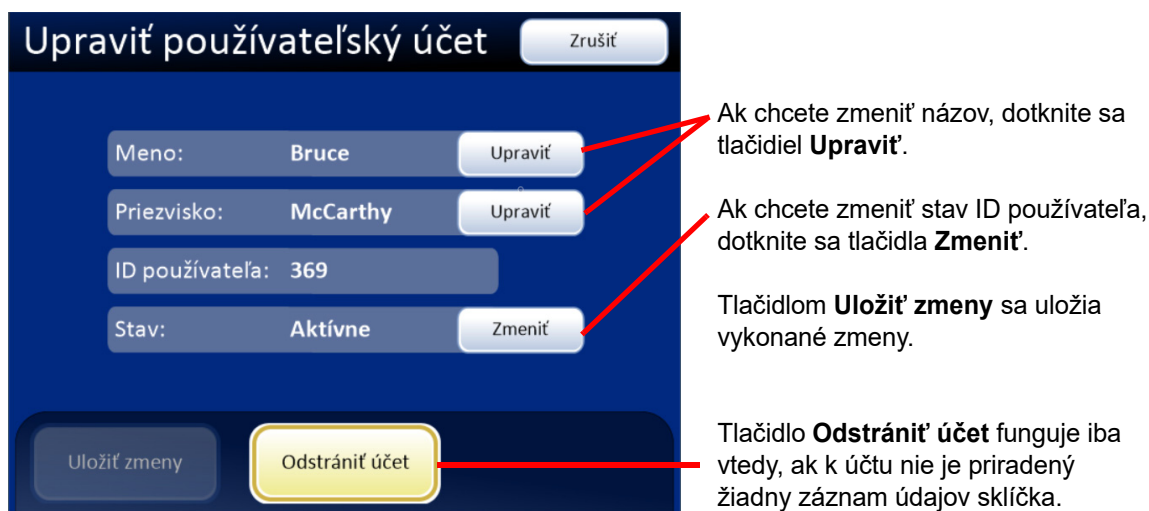 Upraviť používateľský účet
Zrušiť
Meno: Bruce Upraviť
Priezvisko: McCarthy Upraviť
ID používateľa: 369
Stav: Aktívne Zmeniť
Uložiť zmeny
Odstrániť účet
Ak chcete zmeniť názov, dotknite sa
tlačidiel Upraviť.
Ak chcete zmeniť stav ID používateľa,
dotknite sa tlačidla Zmeniť.
Tlačidlom Uložiť zmeny sa uložia
vykonané zmeny.
Tlačidlo Odstrániť účet funguje iba
vtedy, ak k účtu nie je priradený
žiadny záznam údajov sklíčka.